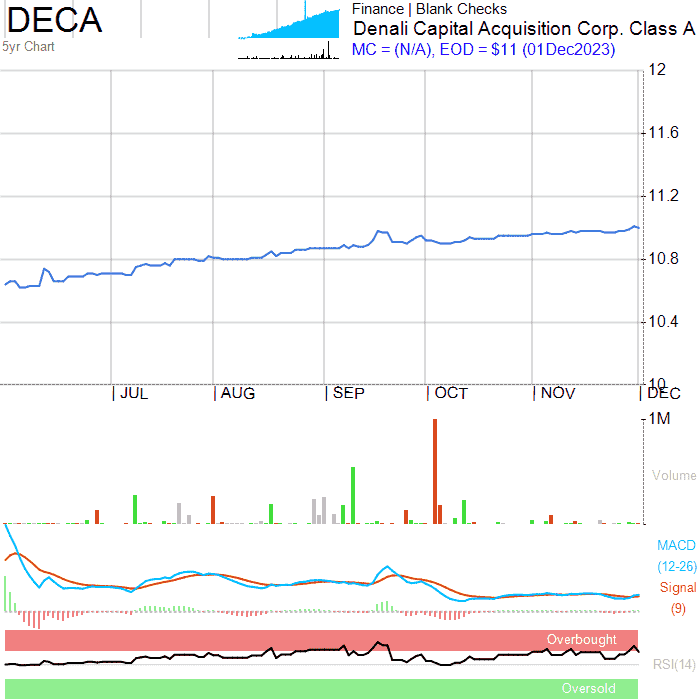 DECA
5yr Chart
Finance | Blank Checks
Denali Capital Acquisition Corp. Class A
MC = (N/A), EOD = $11 (01Dec2023)
12
11.6
11.2
10.8
10.4
10
JUL AUG SEP OCT NOV DEC
1M
Volume
MACD
(12-26)
Signal
(9)
Overbought
RSI(14)
Oversold